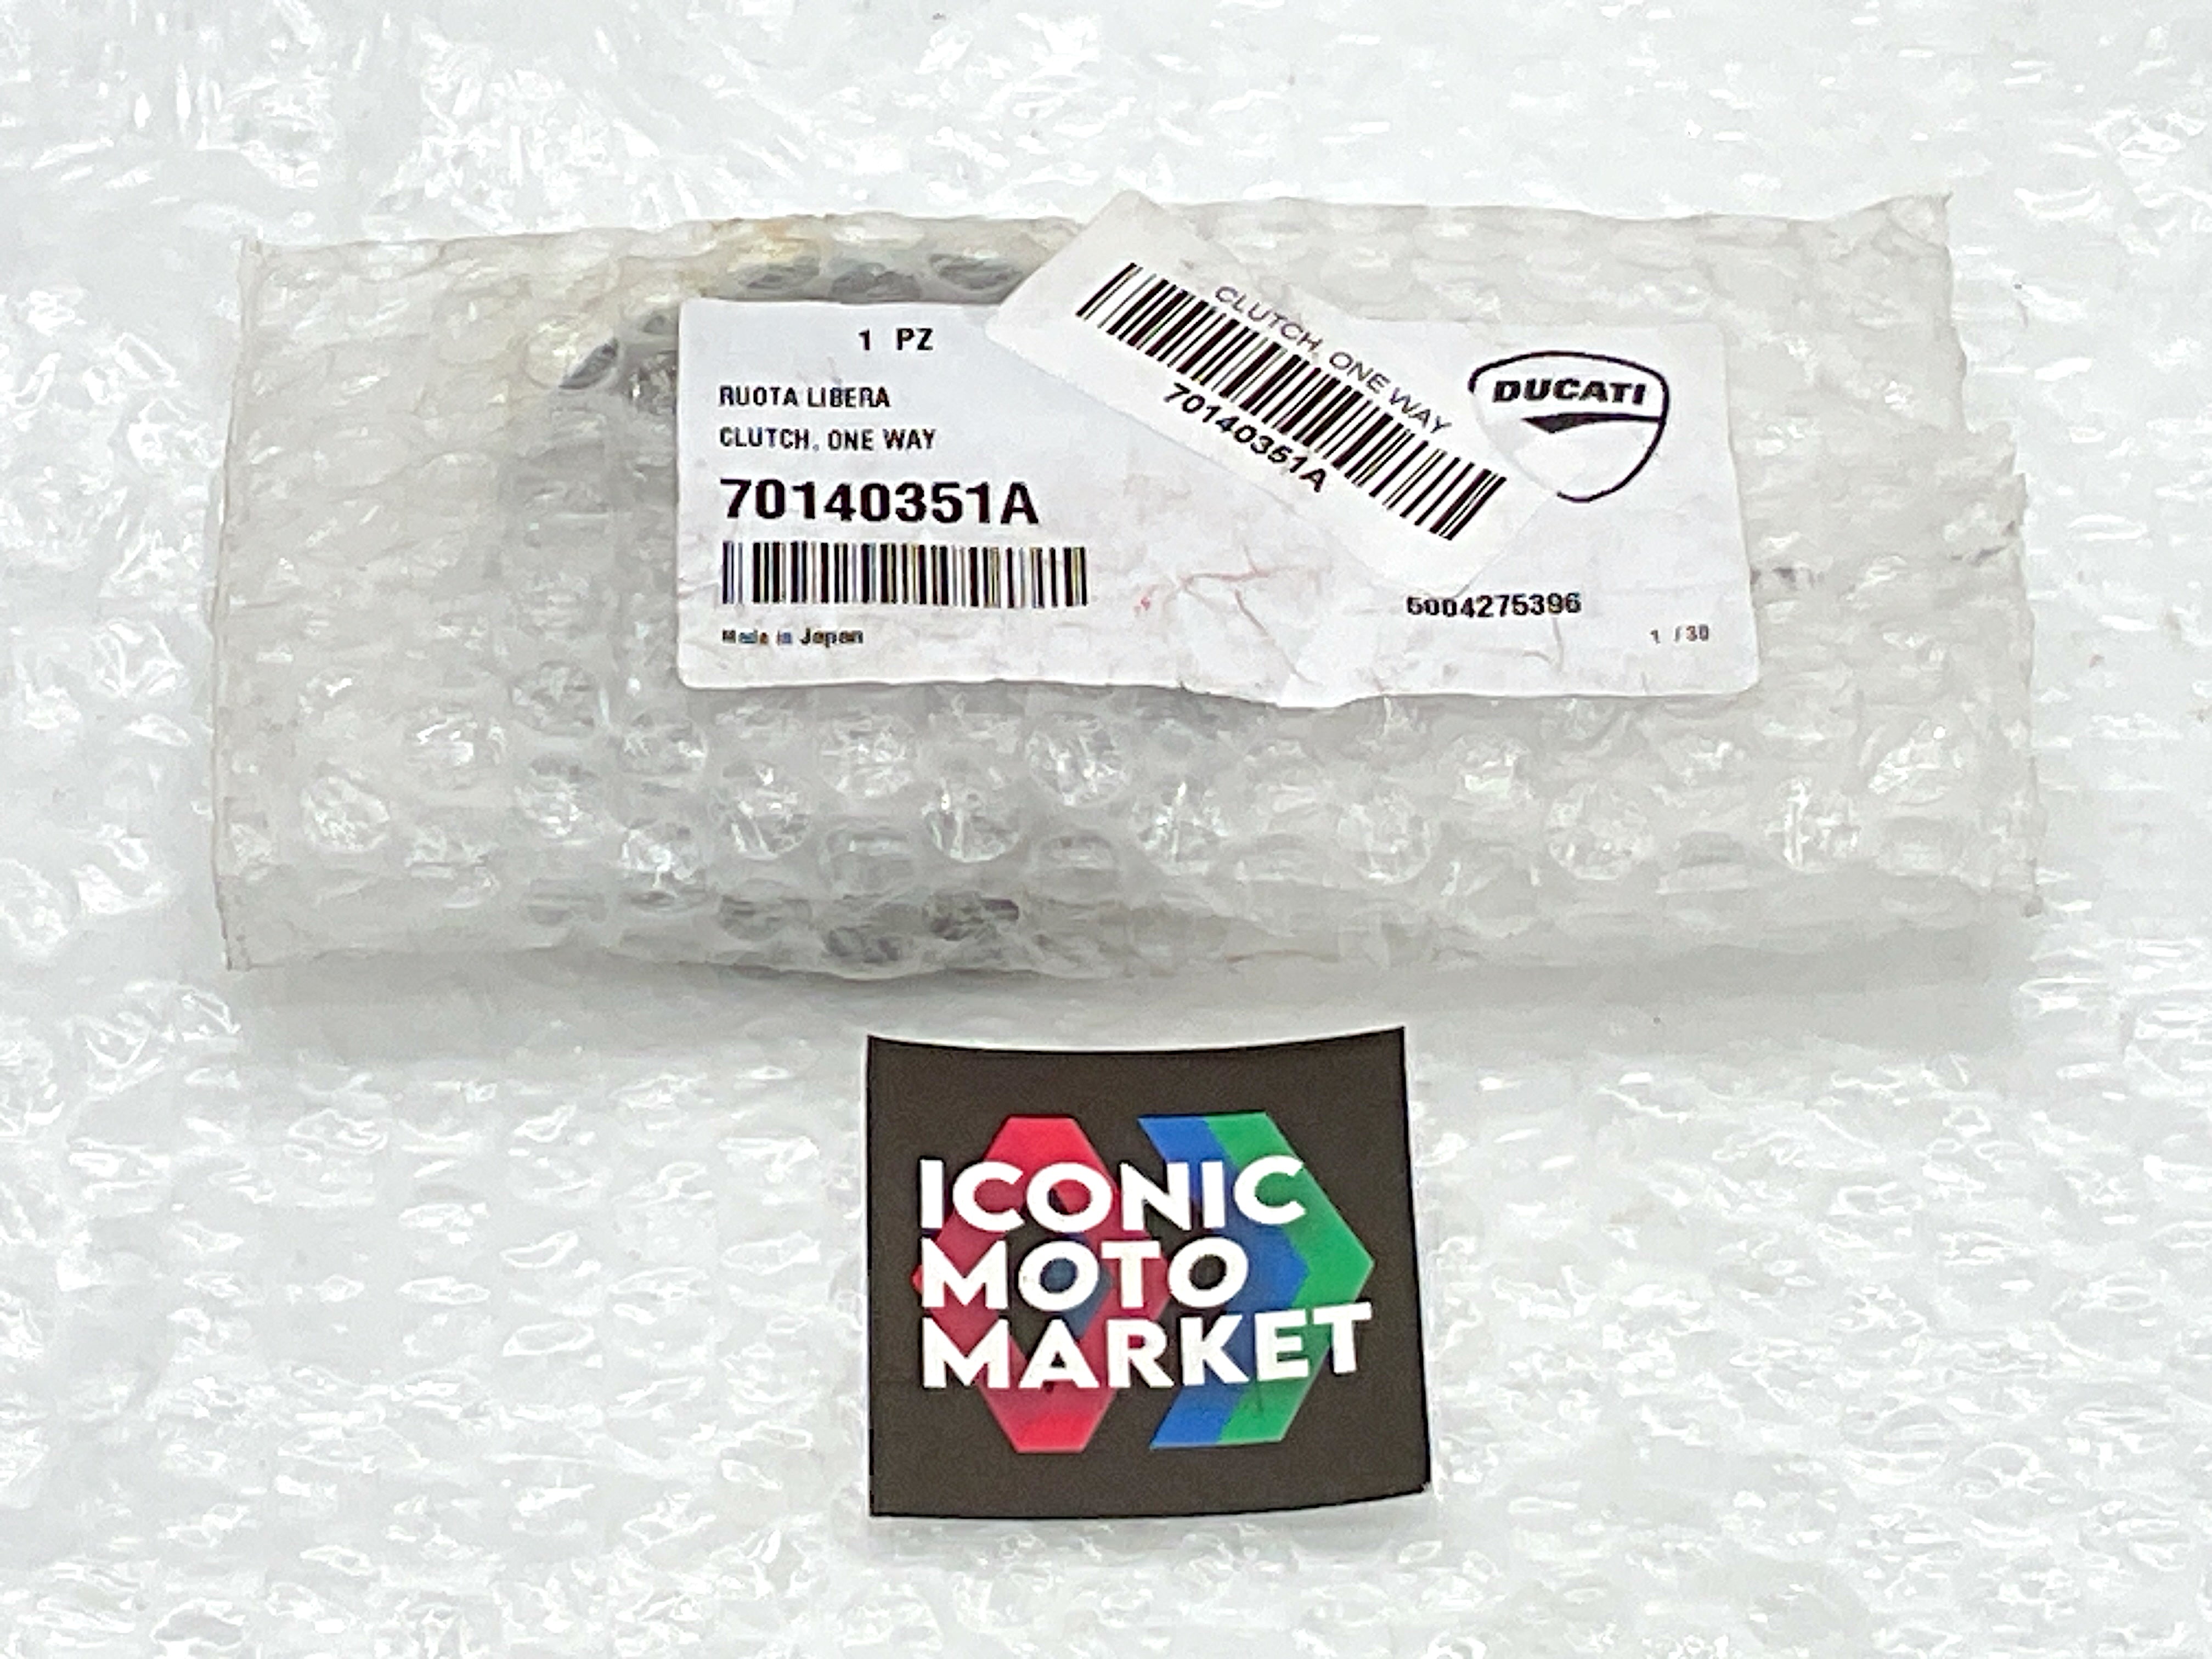 1 PZ
RUOTA LIBERA
CLUTCH, ONE WAY
70140351A
Made in Japan
CLUTCH, ONE WAY
70140351A
DUCATI
5004275396
1 / 30
ICONIC
MOTO
MARKET